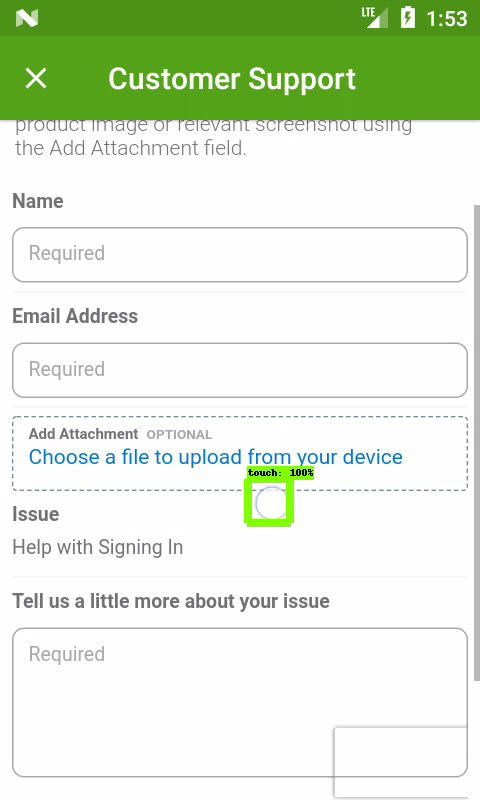 LTE 1:53
Customer Support
product image or relevant screenshot using
the Add Attachment field.
Name
Required
Email Address
Required
Add Attachment OPTIONAL
Choose a file to upload from your device
touch: 100%
Issue
Help with Signing In
Tell us a little more about your issue
Required